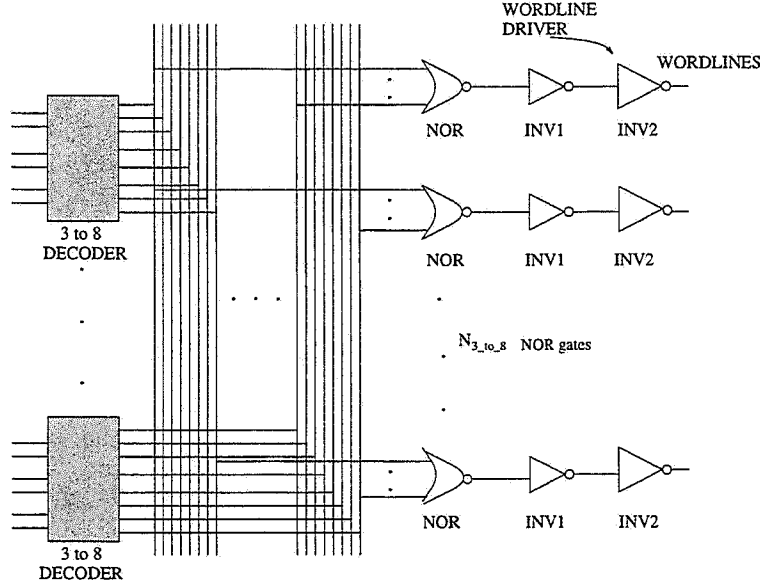 WORDLINE
DRIVER
WORDLINES
NOR
INV1
INV2
3 to 8
DECODER
NOR
INV1
INV2
N3_to_8 NOR gates
NOR
INV1
INV2
3 to 8
DECODER